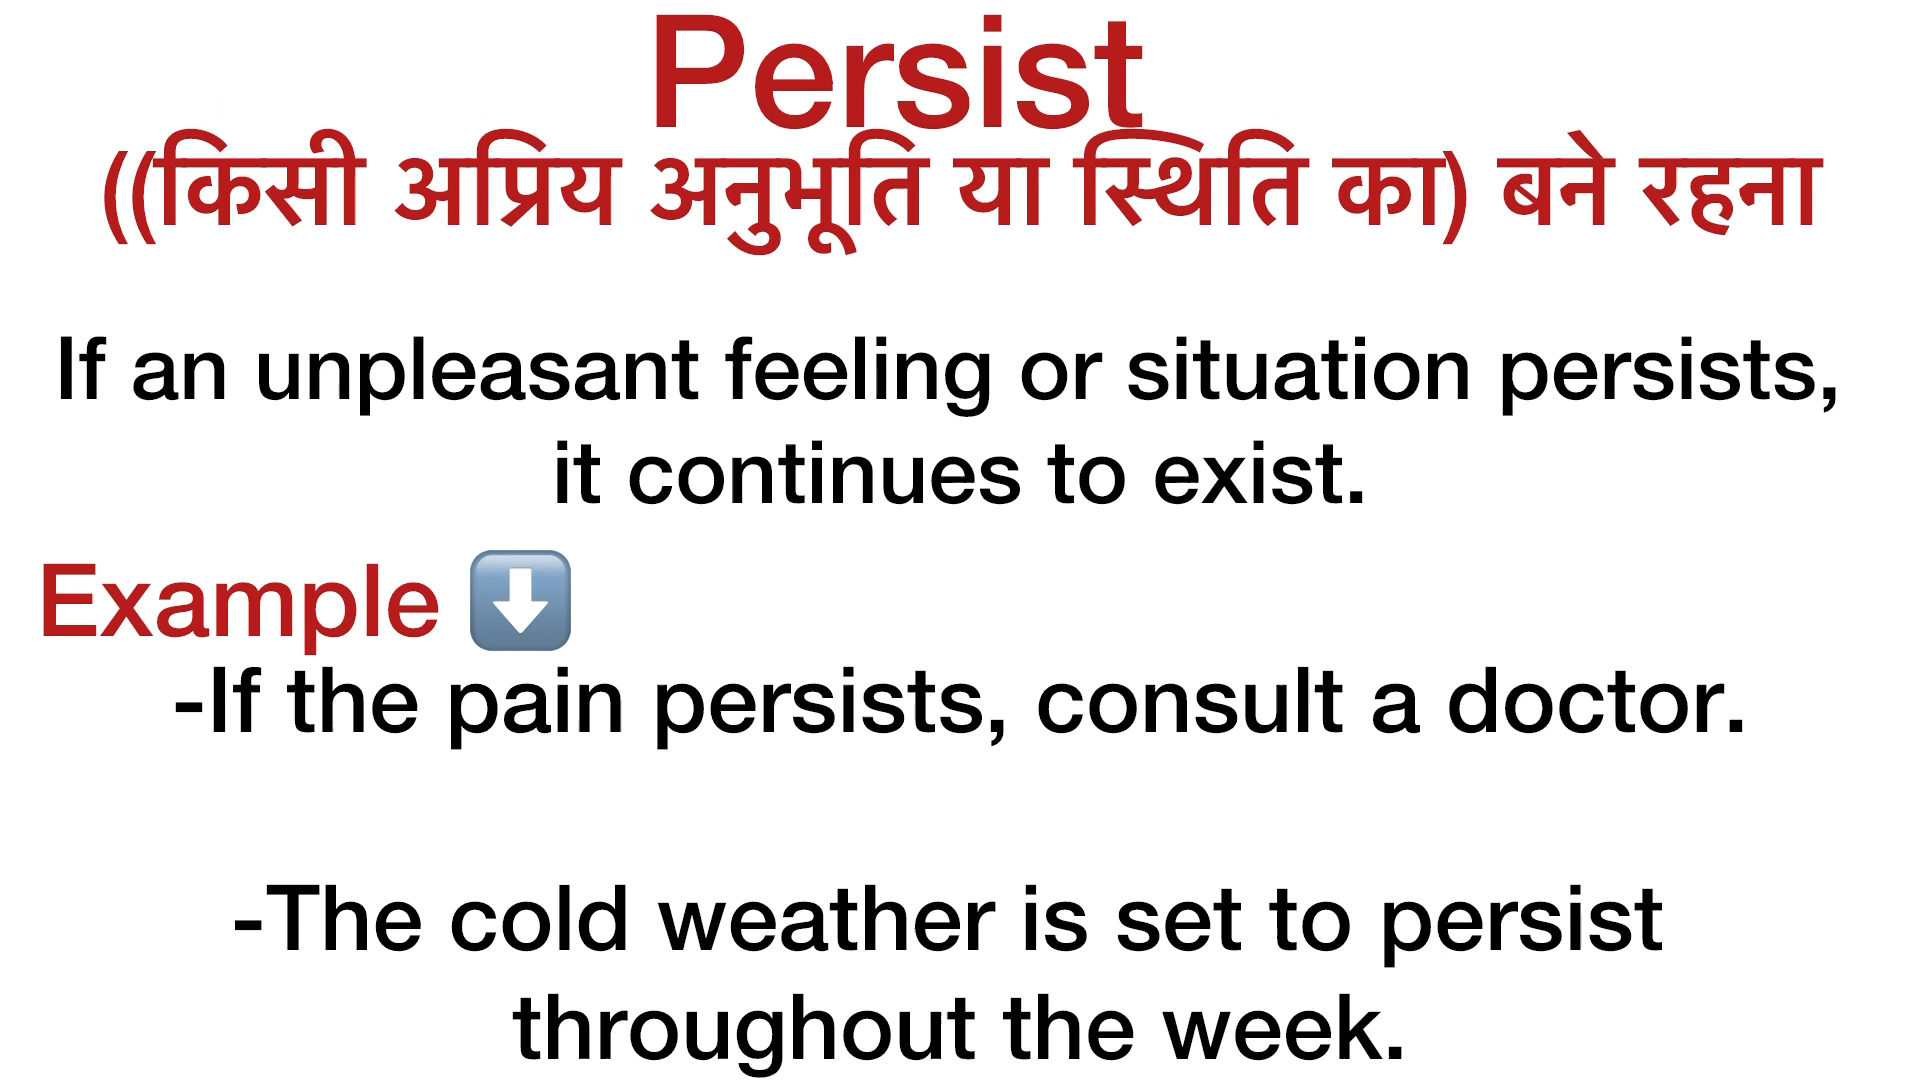 Persist
((किसी अप्रिय अनुभूति या स्थिति का) बने रहना
If an unpleasant feeling or situation persists,
it continues to exist.
Example ⬇️
-If the pain persists, consult a doctor.
-The cold weather is set to persist
throughout the week.